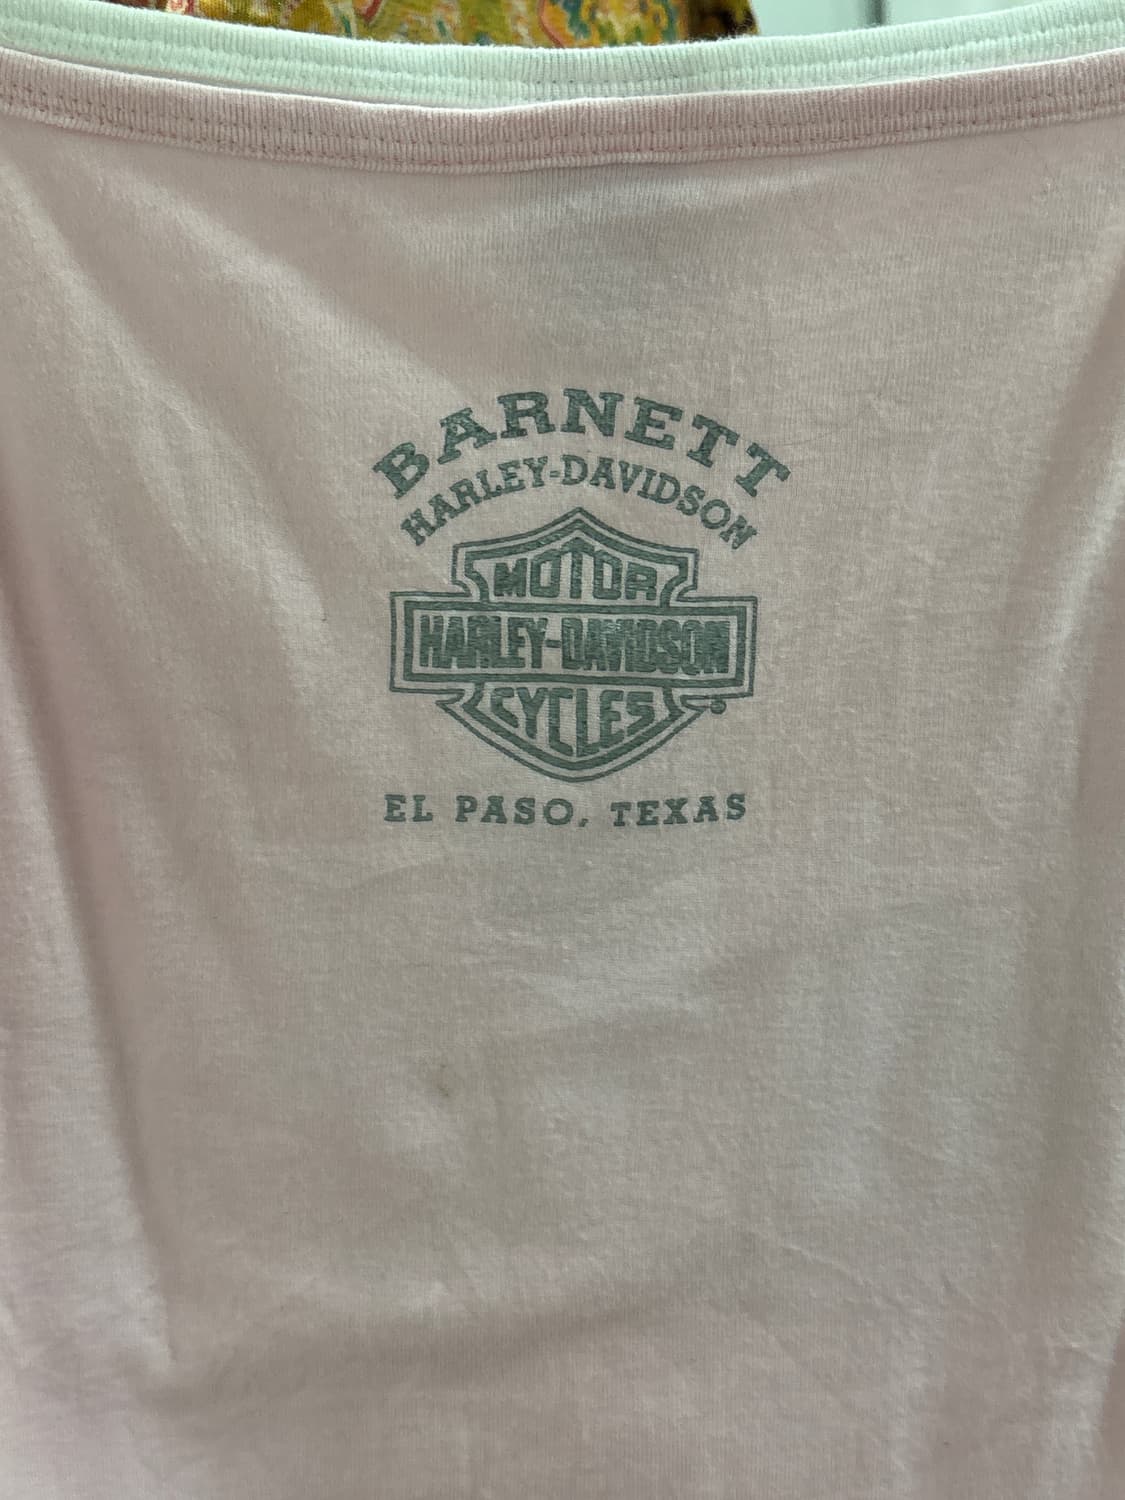 BARNETT
HARLEY-DAVIDSON
MOTOR
HARLEY-DAVIDSON
CYCLES
®
EL PASO, TEXAS